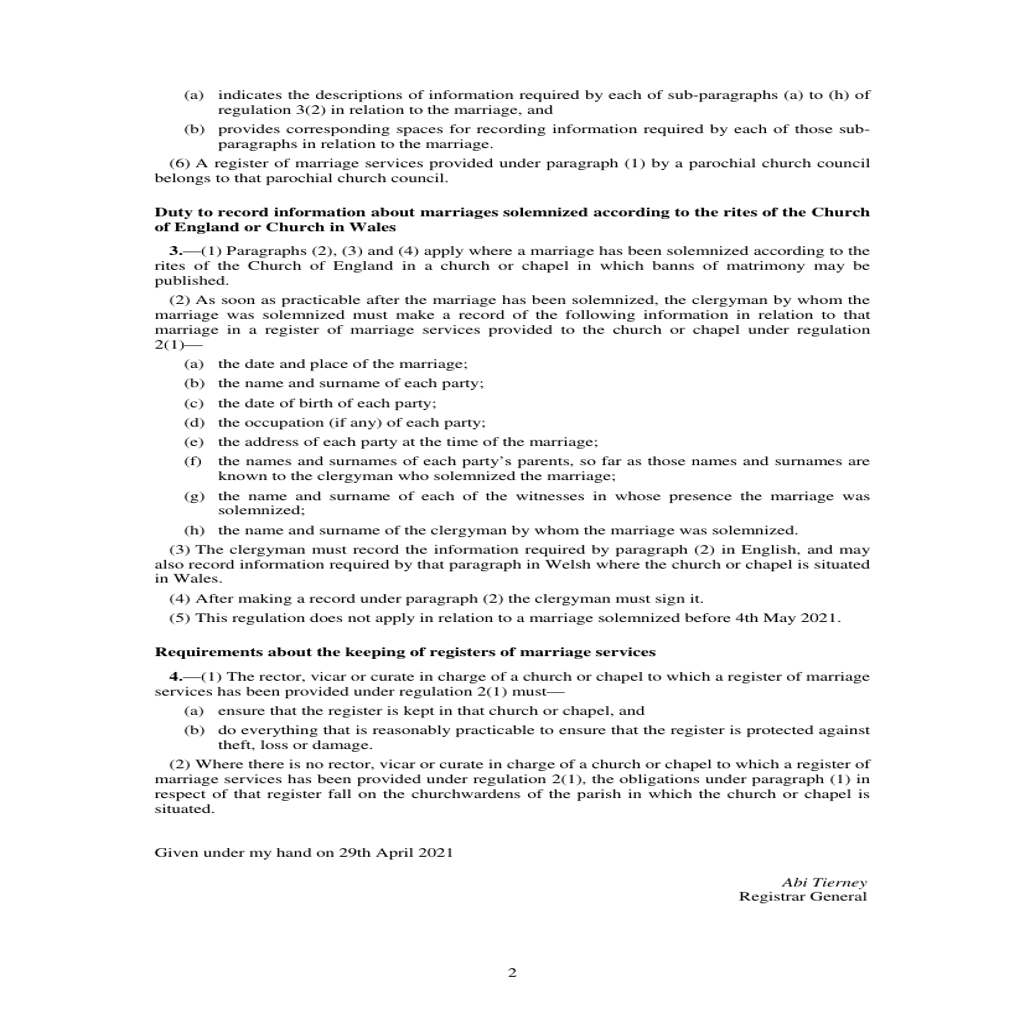 (a) indicates the descriptions of information required by each of sub-paragraphs (a) to (h) of
regulation 3(2) in relation to the marriage, and
(b) provides corresponding spaces for recording information required by each of those sub-
paragraphs in relation to the marriage.
(6) A register of marriage services provided under paragraph (1) by a parochial church council
belongs to that parochial church council.
Duty to record information about marriages solemnized according to the rites of the Church
of England or Church in Wales
3.—(1) Paragraphs (2), (3) and (4) apply where a marriage has been solemnized according to the
rites of the Church of England in a church or chapel in which banns of matrimony may be
published.
(2) As soon as practicable after the marriage has been solemnized, the clergyman by whom the
marriage was solemnized must make a record of the following information in relation to that
marriage in a register of marriage services provided to the church or chapel under regulation
2(1)—
(a) the date and place of the marriage;
(b) the name and surname of each party;
(c) the date of birth of each party;
(d) the occupation (if any) of each party;
(e) the address of each party at the time of the marriage;
(f) the names and surnames of each party’s parents, so far as those names and surnames are
known to the clergyman who solemnized the marriage;
(g) the name and surname of each of the witnesses in whose presence the marriage was
solemnized;
(h) the name and surname of the clergyman by whom the marriage was solemnized.
(3) The clergyman must record the information required by paragraph (2) in English, and may
also record information required by that paragraph in Welsh where the church or chapel is situated
in Wales.
(4) After making a record under paragraph (2) the clergyman must sign it.
(5) This regulation does not apply in relation to a marriage solemnized before 4th May 2021.
Requirements about the keeping of registers of marriage services
4.—(1) The rector, vicar or curate in charge of a church or chapel to which a register of marriage
services has been provided under regulation 2(1) must—
(a) ensure that the register is kept in that church or chapel, and
(b) do everything that is reasonably practicable to ensure that the register is protected against
theft, loss or damage.
(2) Where there is no rector, vicar or curate in charge of a church or chapel to which a register of
marriage services has been provided under regulation 2(1), the obligations under paragraph (1) in
respect of that register fall on the churchwardens of the parish in which the church or chapel is
situated.
Given under my hand on 29th April 2021
Abi Tierney
Registrar General
2